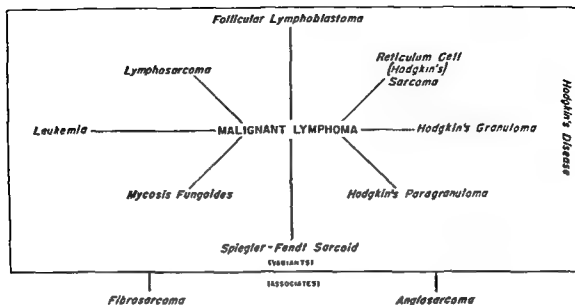 Follicular Lymphoblastoma
Lymphosarcoma
Reticulum Cell
(Hodgkin's)
Sarcoma
Hodgkin's Disease
Leukemia
MALIGNANT LYMPHOMA
Hodgkin's Granuloma
Mycosis Fungoides
Hodgkin's Paragranuloma
Spiegler-Fendt Sarcoid
(VARIANTS)
(ASSOCIATES)
Fibrosarcoma
Angiosarcoma